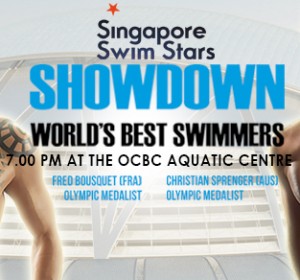 Singapore
Swim Stars
SHOWDOWN
WORLD'S BEST SWIMMERS
7.00 PM AT THE OCBC AQUATIC CENTRE
FRED BOUSQUET (FRA) CHRISTIAN SPRENGER (AUS)
OLYMPIC MEDALIST OLYMPIC MEDALIST